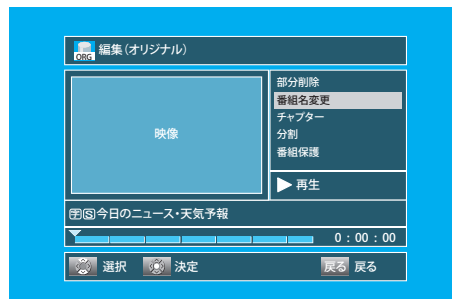 ORG 編集（オリジナル）
映像
部分削除
番組名変更
チャプター
分割
番組保護
再生
字S今日のニュース・天気予報
0：00：00
選択 決定 戻る 戻る